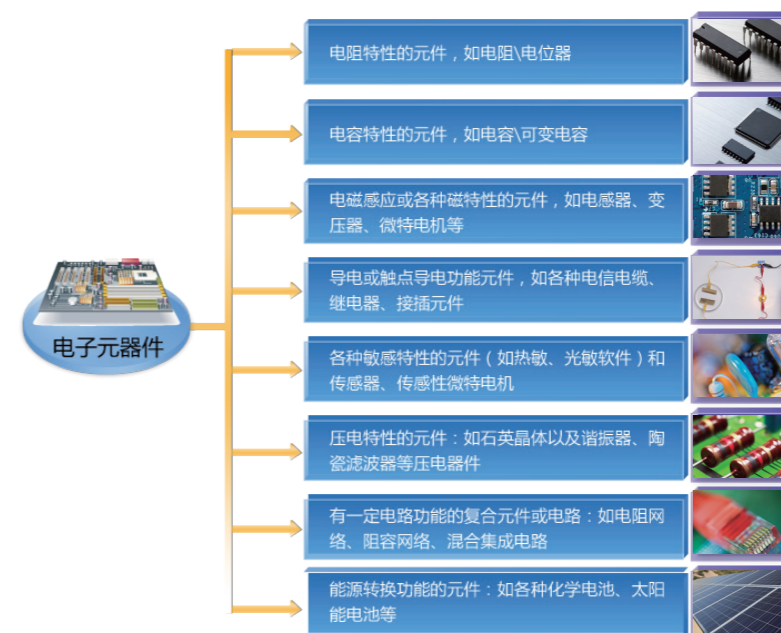 电阻特性的元件，如电阻\电位器
电容特性的元件，如电容\可变电容
电磁感应或各种磁特性的元件，如电感器、变
压器、微特电机等
导电或触点导电功能元件，如各种电信电缆、
继电器、接插元件
电子元器件
各种敏感特性的元件（如热敏、光敏软件）和
传感器、传感性微特电机
压电特性的元件：如石英晶体以及谐振器、陶
瓷滤波器等压电器件
有一定电路功能的复合元件或电路：如电阻网
络、阻容网络、混合集成电路
能源转换功能的元件：如各种化学电池、太阳
能电池等